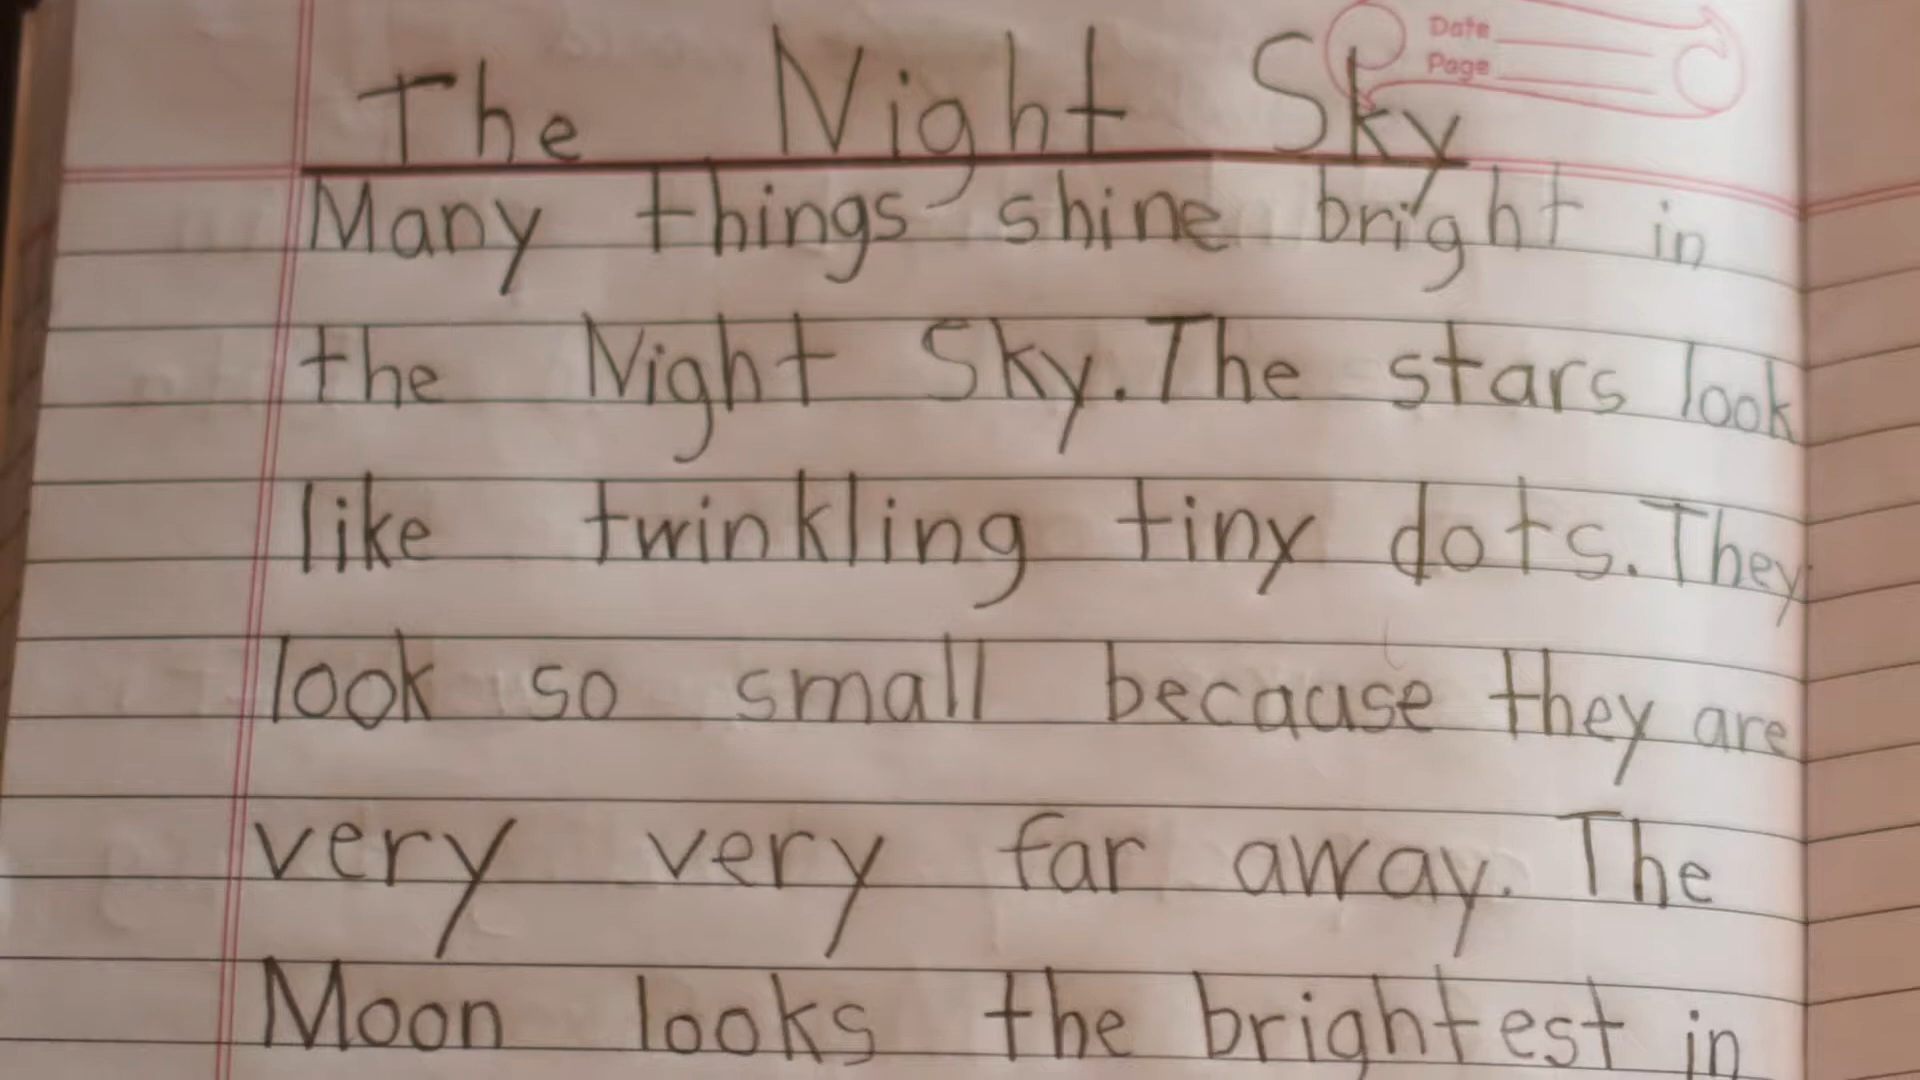 Date
Page
The Night Sky
Many things shine bright in
the Night Sky. The stars look
like twinkling tiny dots. They
look so small because they are
very very far away. The
Moon looks the brightest in